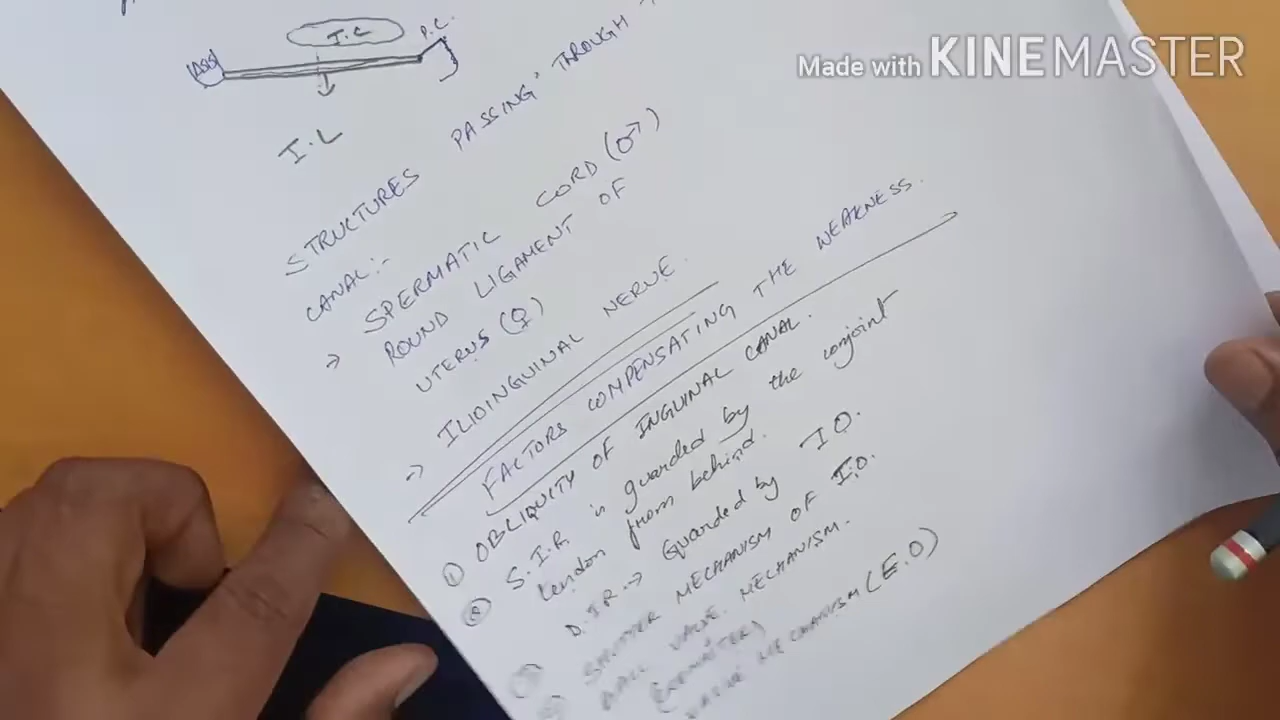 Made with KINEMASTER
I.C
P.C.
ASIS
I.L
STRUCTURES PASSING THROUGH
CANAL:-
→ SPERMATIC CORD (♂)
ROUND LIGAMENT OF
UTERUS (♀)
→ ILIOINGUINAL NERVE.
FACTORS COMPENSATING THE WEAKNESS.
① OBLIQUITY OF INGUINAL CANAL.
② S.I.R is guarded by the conjoint
tendon from behind.
D.IR → Guarded by IO.
SHUTTER MECHANISM OF I.O.
BALL VALVE MECHANISM.
(CREMASTER)
MECHANISM (E.O)